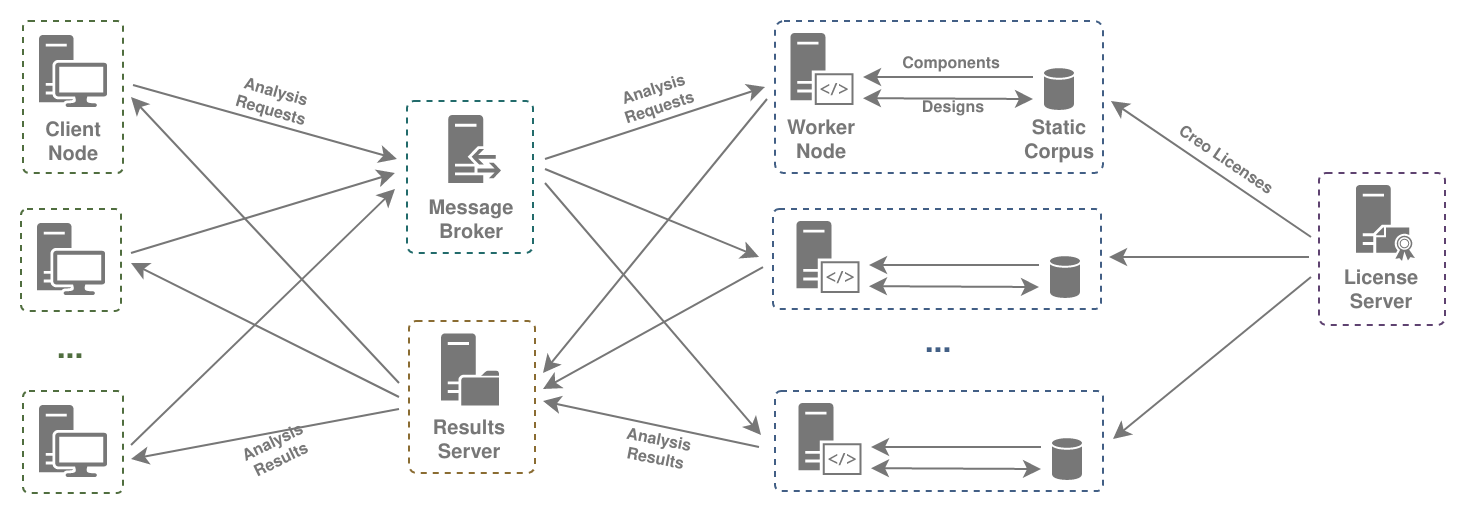 Client
Node
Analysis
Requests
Message
Broker
Analysis
Requests
</>
Worker
Node
Components
Designs
Static
Corpus
Creo Licenses
License
Server
</>
...
...
Results
Server
Analysis
Results
Analysis
Results
</>